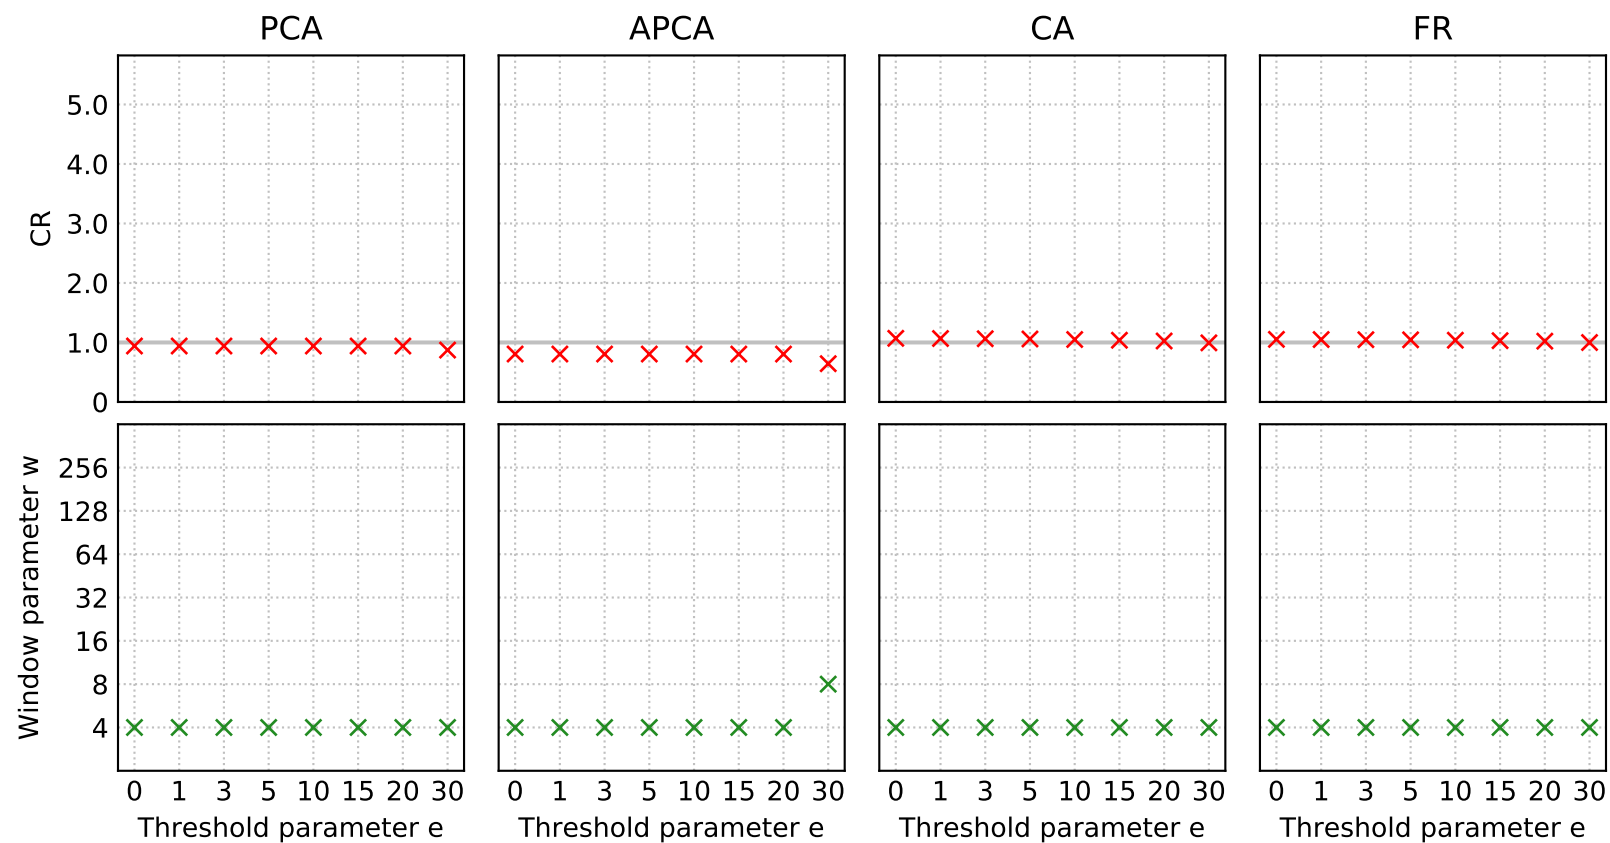 PCA APCA CA FR
CR
5.0
4.0
3.0
2.0
1.0
0
Window parameter w
256
128
64
32
16
8
4
0 1 3 5 10 15 20 30 0 1 3 5 10 15 20 30 0 1 3 5 10 15 20 30 0 1 3 5 10 15 20 30
Threshold parameter e Threshold parameter e Threshold parameter e Threshold parameter e